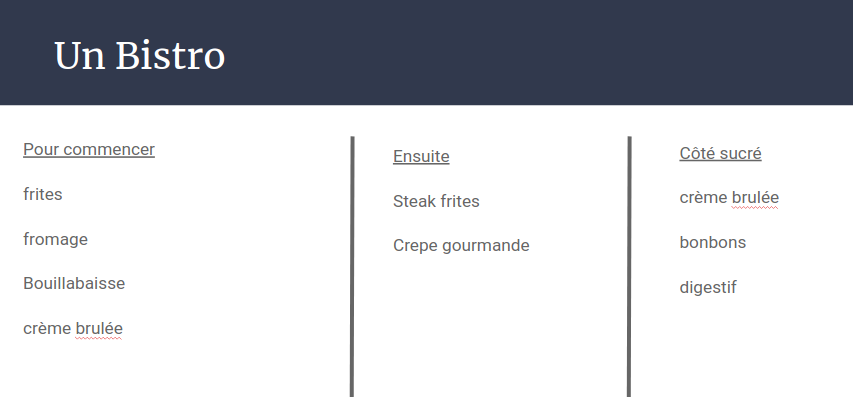 Un Bistro
Pour commencer
frites
fromage
Bouillabaisse
crème brulée
Ensuite
Steak frites
Crepe gourmande
Côté sucré
crème brulée
bonbons
digestif